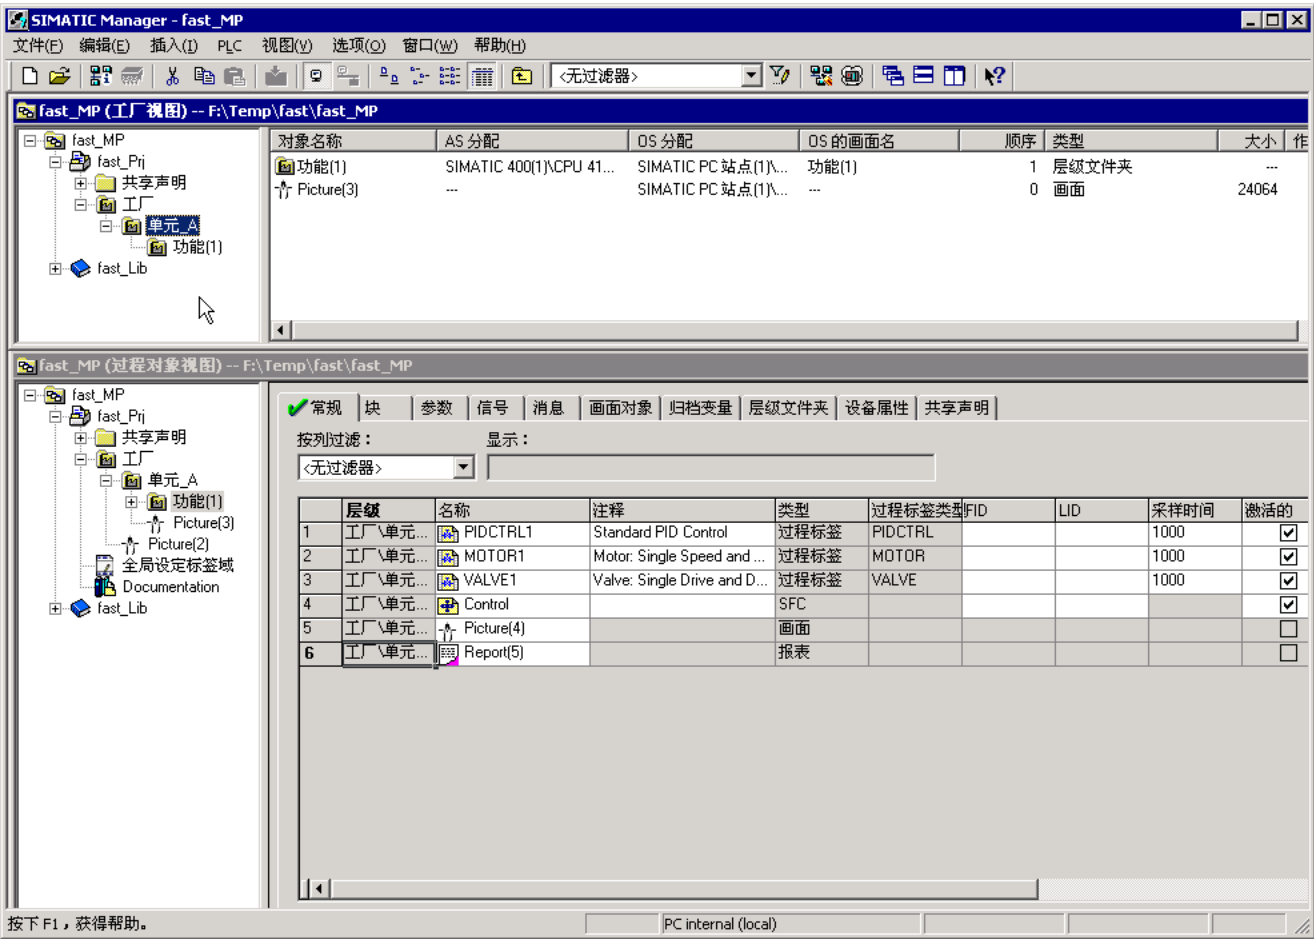 SIMATIC Manager - fast_MP
文件(F) 编辑(E) 插入(I) PLC 视图(V) 选项(O) 窗口(W) 帮助(H)
<无过滤器>
fast_MP (工厂视图) -- F:\Temp\fast\fast_MP
fast_MP
fast_Prj
共享声明
工厂
单元_A
功能(1)
fast_Lib
对象名称 AS 分配 OS 分配 OS 的画面名 顺序 类型 大小 作
功能(1) SIMATIC 400(1)\CPU 41... SIMATIC PC 站点(1)\... 功能(1) 1 层级文件夹 ---
Picture(3) --- SIMATIC PC 站点(1)\... --- 0 画面 24064
fast_MP (过程对象视图) -- F:\Temp\fast\fast_MP
fast_MP
fast_Prj
共享声明
工厂
单元_A
功能(1)
Picture(3)
Picture(2)
全局设定标签域
Documentation
fast_Lib
常规 块 参数 信号 消息 画面对象 归档变量 层级文件夹 设备属性 共享声明
按列过滤： 显示：
<无过滤器>
层级 名称 注释 类型 过程标签类型 FID LID 采样时间 激活的
1 工厂\单元... PIDCTRL1 Standard PID Control 过程标签 PIDCTRL 1000
2 工厂\单元... MOTOR1 Motor: Single Speed and ... 过程标签 MOTOR 1000
3 工厂\单元... VALVE1 Valve: Single Drive and D... 过程标签 VALVE 1000
4 工厂\单元... Control SFC
5 工厂\单元... Picture(4) 画面
6 工厂\单元... Report(5) 报表
按下 F1，获得帮助。 PC internal (local)